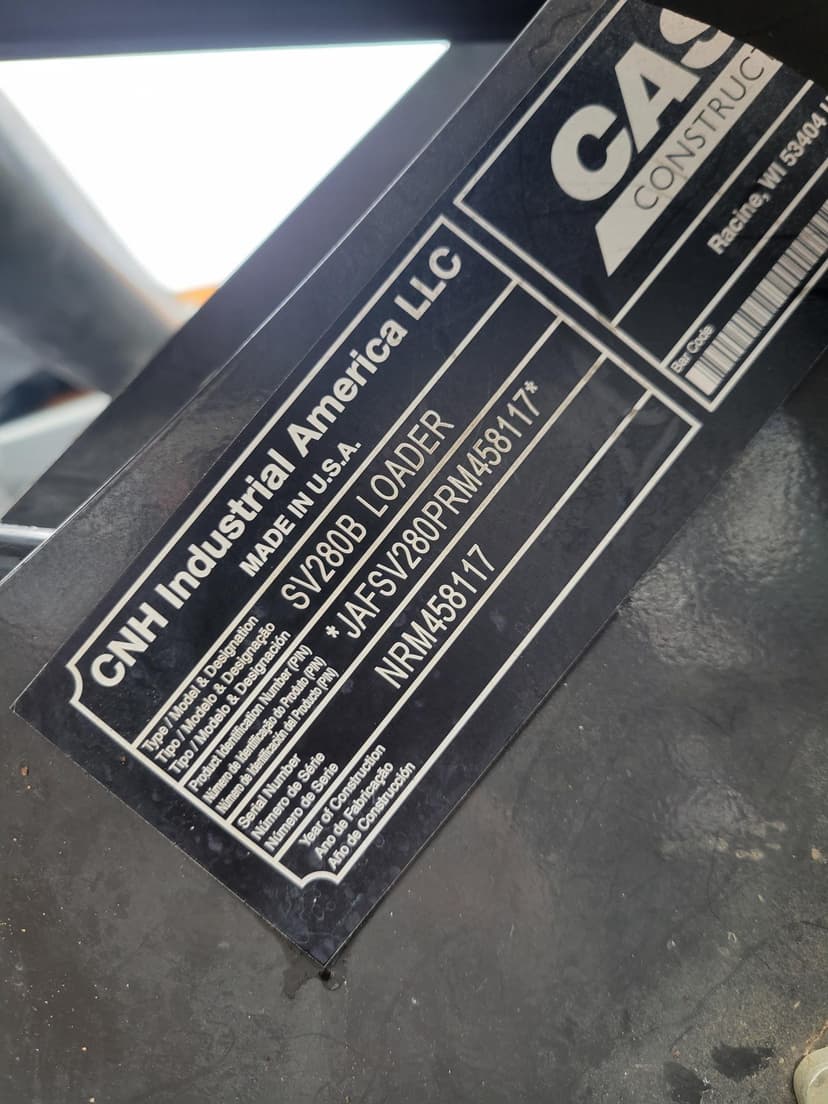 CAS
CONSTRUCT
Racine, WI 53404
Bar Code
CNH Industrial America LLC
MADE IN U.S.A.
Type / Model & Designation
Tipo / Modelo & Designação
Tipo / Modelo & Designación
SV280B LOADER
Product Identification Number (PIN)
Número de Identificação do Produto (PIN)
Número de Identificación del Producto (PIN)
*JAFSV280PRM458117*
Serial Number
Número de Série
Número de Serie
NRM458117
Year of Construction
Ano de Fabricação
Año de Construcción